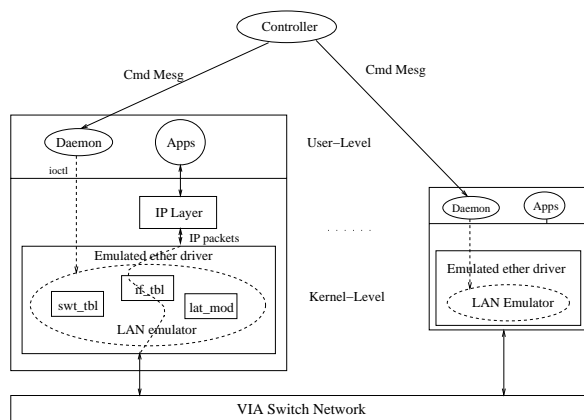 Controller
Cmd Mesg
Cmd Mesg
Daemon
Apps
User-Level
ioctl
IP Layer
IP packets
Daemon
Apps
Emulated ether driver
if_tbl
swt_tbl
lat_mod
LAN emulator
Kernel-Level
Emulated ether driver
LAN Emulator
VIA Switch Network